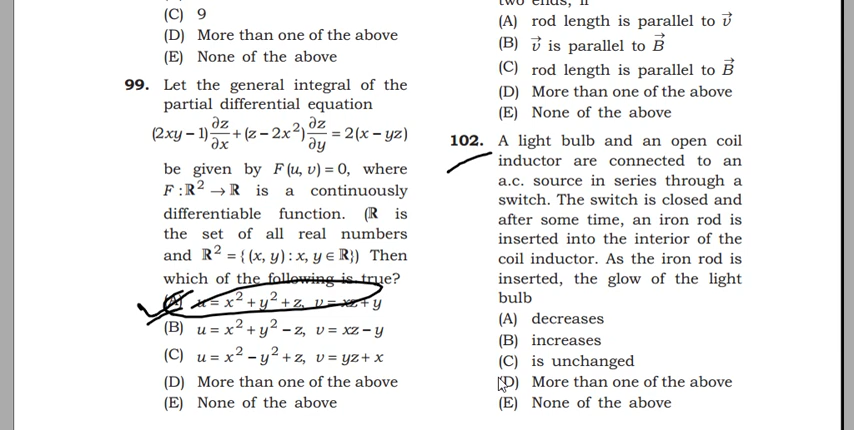 (C) 9
(D) More than one of the above
(E) None of the above
99. Let the general integral of the
partial differential equation
(2xy – 1) ∂z/∂x + (z – 2x²) ∂z/∂y = 2(x – yz)
be given by F(u, v) = 0, where
F : ℝ² → ℝ is a continuously
differentiable function. (ℝ is
the set of all real numbers
and ℝ² = {(x, y) : x, y ∈ ℝ}) Then
which of the following is true?
(A) u = x² + y² + z, v = xz + y
(B) u = x² + y² – z, v = xz – y
(C) u = x² – y² + z, v = yz + x
(D) More than one of the above
(E) None of the above
two ends, if
(A) rod length is parallel to v⃗
(B) v⃗ is parallel to B⃗
(C) rod length is parallel to B⃗
(D) More than one of the above
(E) None of the above
102. A light bulb and an open coil
inductor are connected to an
a.c. source in series through a
switch. The switch is closed and
after some time, an iron rod is
inserted into the interior of the
coil inductor. As the iron rod is
inserted, the glow of the light
bulb
(A) decreases
(B) increases
(C) is unchanged
(D) More than one of the above
(E) None of the above